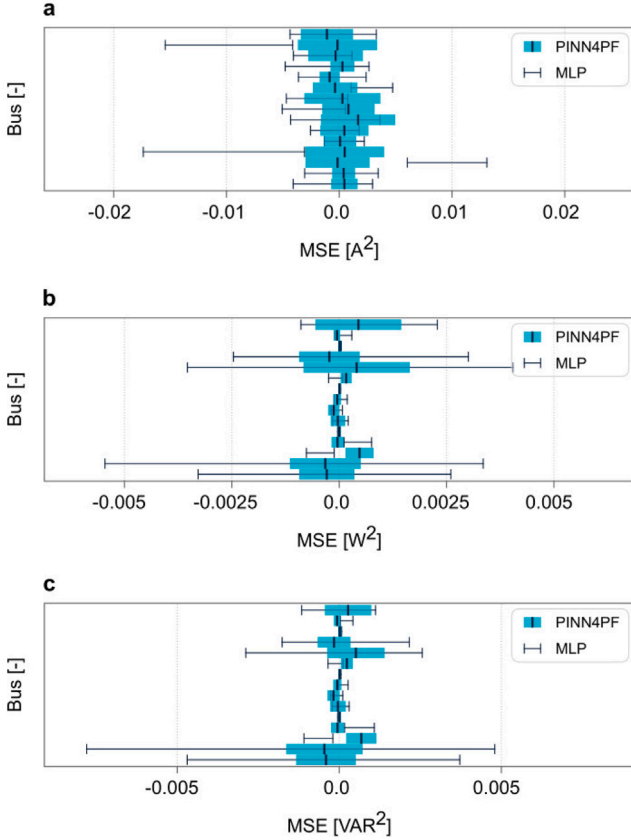 a
Bus [-]
PINN4PF
MLP
-0.02 -0.01 0.0 0.01 0.02
MSE [A²]
b
Bus [-]
PINN4PF
MLP
-0.005 -0.0025 0.0 0.0025 0.005
MSE [W²]
c
Bus [-]
PINN4PF
MLP
-0.005 0.0 0.005
MSE [VAR²]